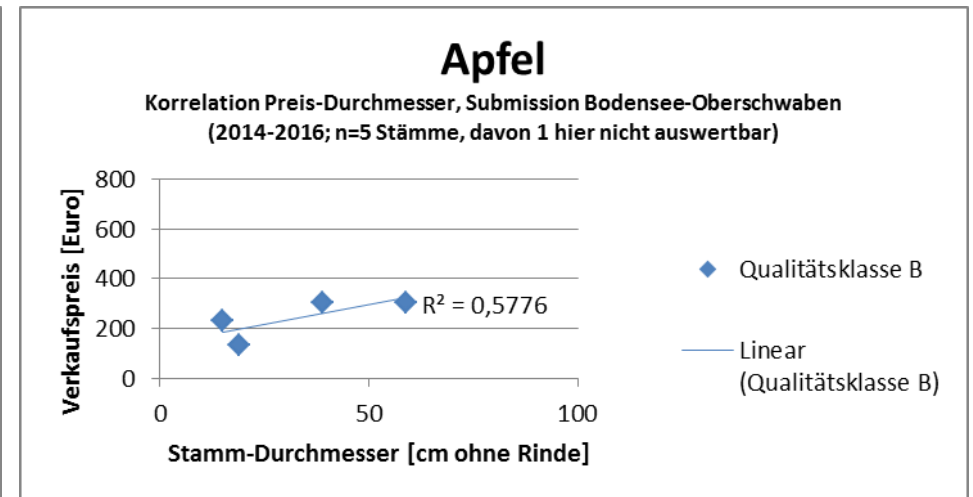 Apfel
Korrelation Preis-Durchmesser, Submission Bodensee-Oberschwaben
(2014-2016; n=5 Stämme, davon 1 hier nicht auswertbar)
Verkaufspreis [Euro]
800
600
400
200
0
R² = 0,5776
0
50
100
Stamm-Durchmesser [cm ohne Rinde]
Qualitätsklasse B
Linear
(Qualitätsklasse B)